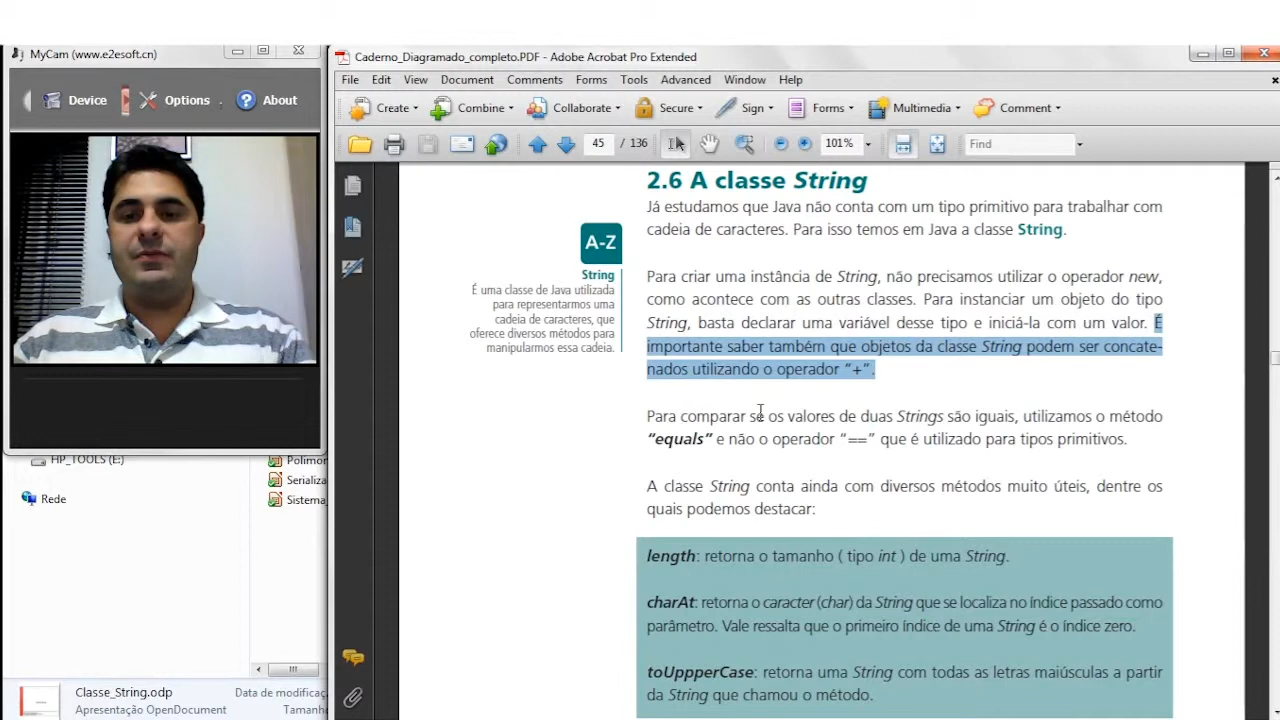 MyCam (www.e2esoft.cn)
Device
Options
About
HP_TOOLS (E:)
Rede
Polimor
Serializa
Sistema_
Classe_String.odp
Data de modificaç
Apresentação OpenDocument
Tamanho
Caderno_Diagramado_completo.PDF - Adobe Acrobat Pro Extended
File Edit View Document Comments Forms Tools Advanced Window Help
Create Combine Collaborate Secure Sign Forms Multimedia Comment
45 / 136 101% Find
2.6 A classe String
Já estudamos que Java não conta com um tipo primitivo para trabalhar com
cadeia de caracteres. Para isso temos em Java a classe String.
A-Z
String
É uma classe de Java utilizada
para representarmos uma
cadeia de caracteres, que
oferece diversos métodos para
manipularmos essa cadeia.
Para criar uma instância de String, não precisamos utilizar o operador new,
como acontece com as outras classes. Para instanciar um objeto do tipo
String, basta declarar uma variável desse tipo e iniciá-la com um valor. É
importante saber também que objetos da classe String podem ser concate-
nados utilizando o operador “+”.
Para comparar se os valores de duas Strings são iguais, utilizamos o método
“equals” e não o operador “==” que é utilizado para tipos primitivos.
A classe String conta ainda com diversos métodos muito úteis, dentre os
quais podemos destacar:
length: retorna o tamanho ( tipo int ) de uma String.
charAt: retorna o caracter (char) da String que se localiza no índice passado como
parâmetro. Vale ressaltar que o primeiro índice de uma String é o índice zero.
toUppperCase: retorna uma String com todas as letras maiúsculas a partir
da String que chamou o método.